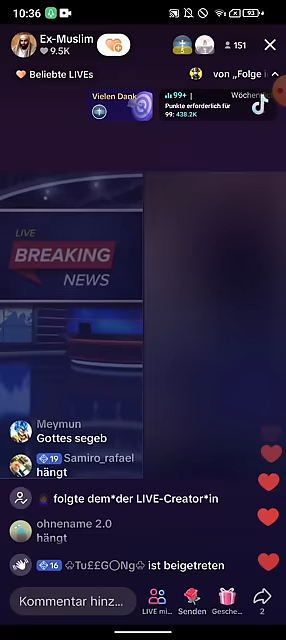 10:36
93
Ex-Muslim
9.5K
151
Beliebte LIVEs
von „Folge
Vielen Dank
99+ |
Punkte erforderlich für
99: 438.2K
LIVE
BREAKING
NEWS
Meymun
Gottes segeb
19 Samiro_rafael
hängt
folgte dem*der LIVE-Creator*in
ohnename 2.0
hängt
16 ♧Tu££G◯Ng♧ ist beigetreten
Kommentar hinz...
LIVE mi...
Senden
Gesche...
2